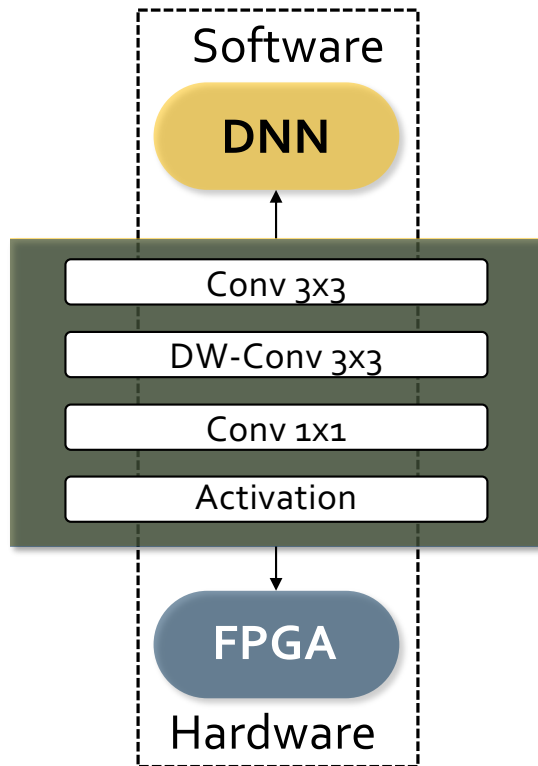 Software
DNN
Conv 3x3
DW-Conv 3x3
Conv 1x1
Activation
FPGA
Hardware